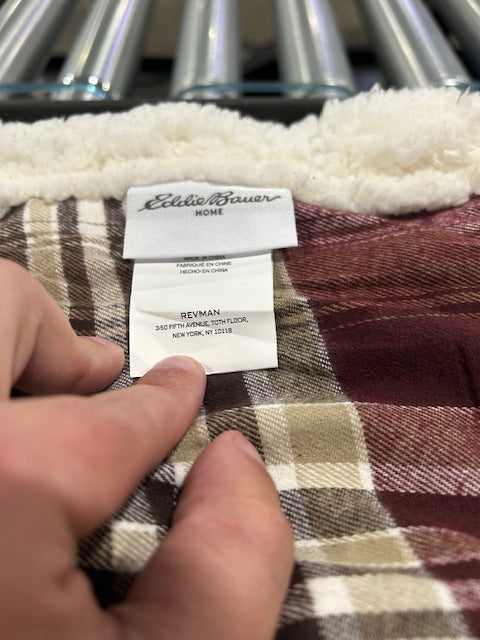 Eddie Bauer
HOME
MADE IN CHINA
FABRIQUÉ EN CHINE
HECHO EN CHINA
REVMAN
350 FIFTH AVENUE, 70TH FLOOR,
NEW YORK, NY 10118